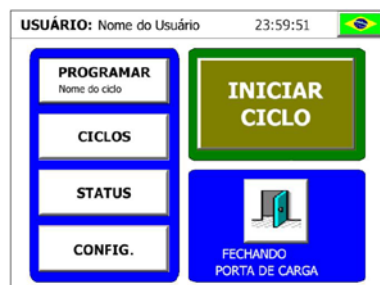 USUÁRIO: Nome do Usuário 23:59:51
PROGRAMAR
Nome do ciclo
CICLOS
STATUS
CONFIG.
INICIAR
CICLO
FECHANDO
PORTA DE CARGA